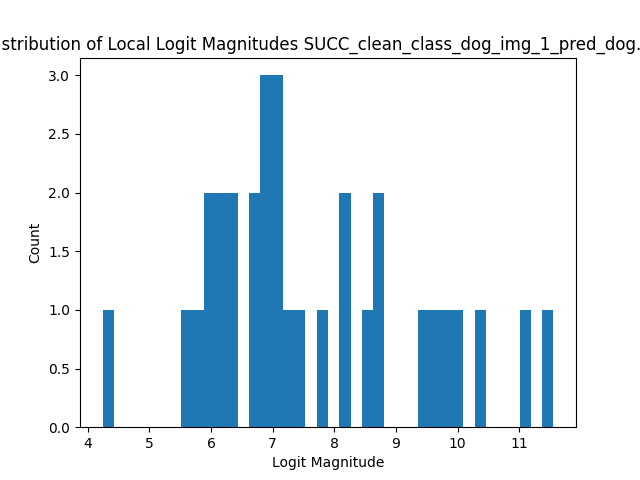 stribution of Local Logit Magnitudes SUCC_clean_class_dog_img_1_pred_dog.
3.0
2.5
2.0
1.5
1.0
0.5
0.0
Count
4 5 6 7 8 9 10 11
Logit Magnitude